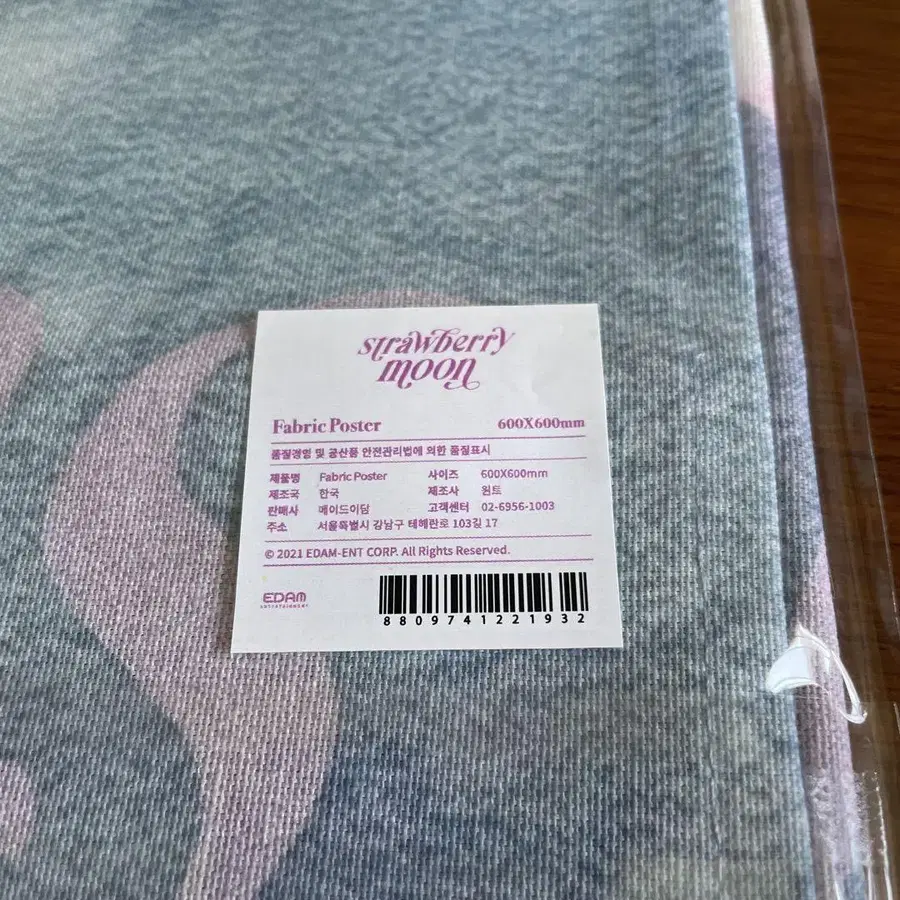 strawberry
moon
Fabric Poster 600X600mm
품질경영 및 공산품 안전관리법에 의한 품질표시
제품명 Fabric Poster 사이즈 600X600mm
제조국 한국 제조사 원트
판매사 메이드이담 고객센터 02-6956-1003
주소 서울특별시 강남구 테헤란로 103길 17
© 2021 EDAM-ENT CORP. All Rights Reserved.
EDAM
ENTERTAINMENT
8809741221932